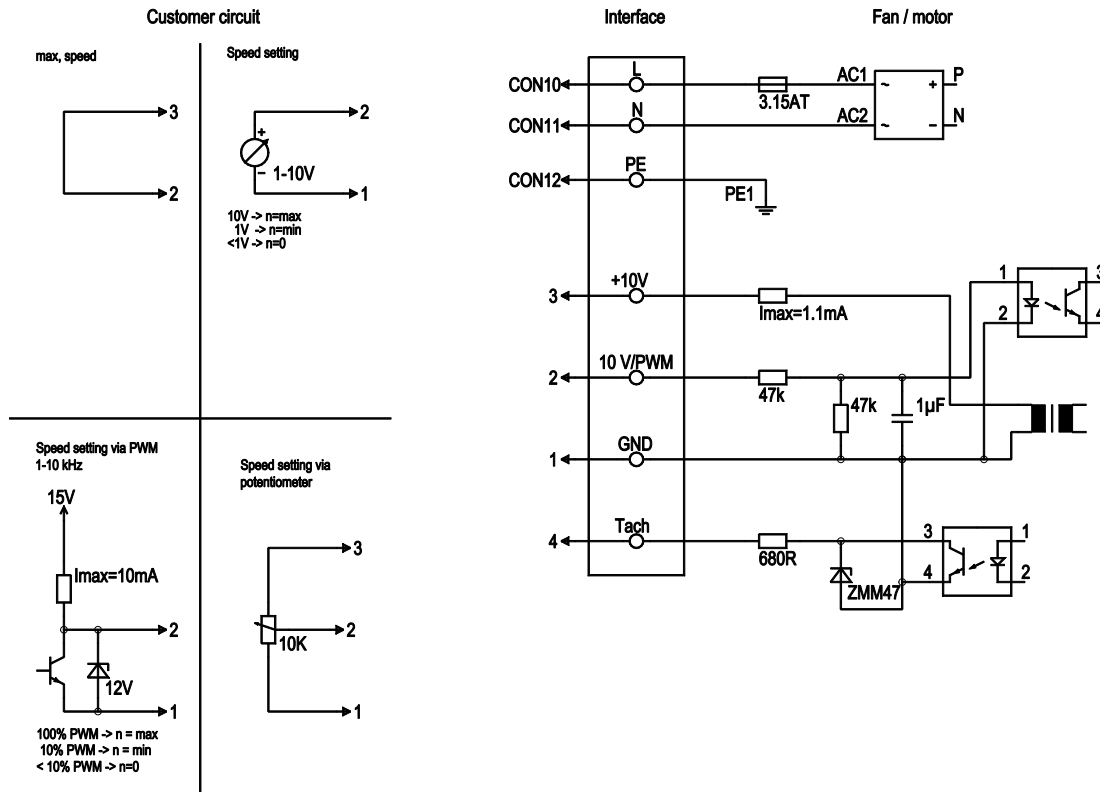 Customer circuit
Interface
Fan / motor
max, speed
3
2
Speed setting
+
2
1-10V
−
1
10V -> n=max
1V -> n=min
<1V -> n=0
Speed setting via PWM
1-10 kHz
15V
Imax=10mA
2
12V
1
100% PWM -> n = max
10% PWM -> n = min
< 10% PWM -> n=0
Speed setting via
potentiometer
3
2
10K
1
L
CON10
3.15AT
AC1
~
+
P
N
CON11
AC2
~
−
N
PE
CON12
PE1
+10V
3
Imax=1.1mA
1
2
3
4
10 V/PWM
2
47k
47k
1µF
GND
1
Tach
4
680R
ZMM47
3
4
1
2